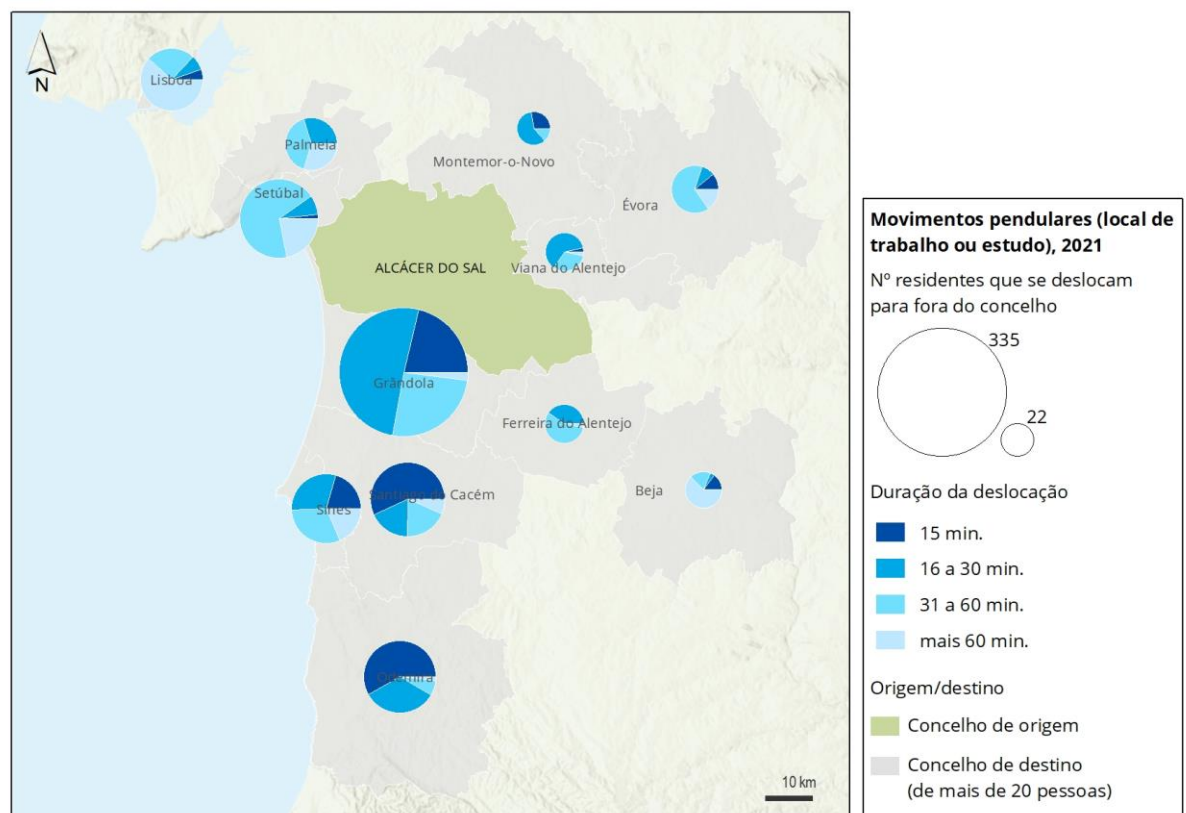 N
Lisboa
Palmela
Setúbal
Montemor-o-Novo
Évora
ALCÁCER DO SAL
Viana do Alentejo
Grândola
Ferreira do Alentejo
Beja
Santiago do Cacém
Sines
Odemira
10 km
Movimentos pendulares (local de
trabalho ou estudo), 2021
Nº residentes que se deslocam
para fora do concelho
335
22
Duração da deslocação
15 min.
16 a 30 min.
31 a 60 min.
mais 60 min.
Origem/destino
Concelho de origem
Concelho de destino
(de mais de 20 pessoas)